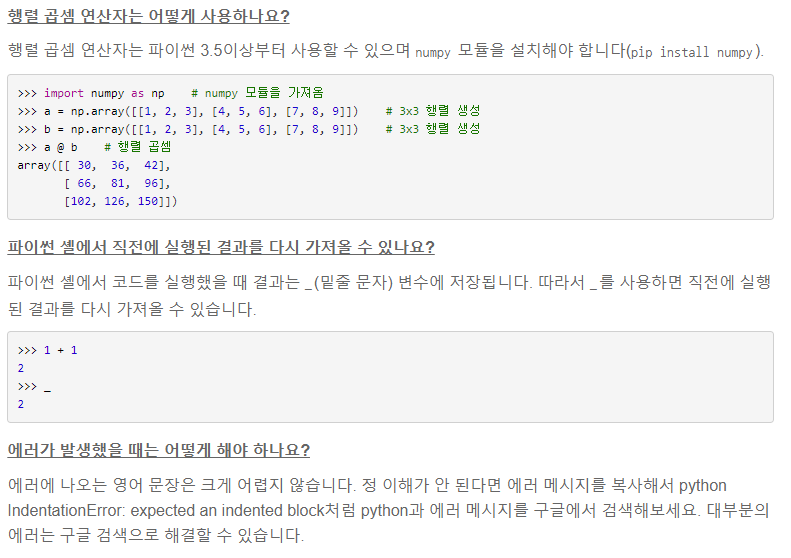 행렬 곱셈 연산자는 어떻게 사용하나요?
행렬 곱셈 연산자는 파이썬 3.5이상부터 사용할 수 있으며 numpy 모듈을 설치해야 합니다(pip install numpy).
>>> import numpy as np    # numpy 모듈을 가져옴
>>> a = np.array([[1, 2, 3], [4, 5, 6], [7, 8, 9]])    # 3x3 행렬 생성
>>> b = np.array([[1, 2, 3], [4, 5, 6], [7, 8, 9]])    # 3x3 행렬 생성
>>> a @ b    # 행렬 곱셈
array([[ 30,  36,  42],
       [ 66,  81,  96],
       [102, 126, 150]])
파이썬 셸에서 직전에 실행된 결과를 다시 가져올 수 있나요?
파이썬 셸에서 코드를 실행했을 때 결과는 _(밑줄 문자) 변수에 저장됩니다. 따라서 _를 사용하면 직전에 실행
된 결과를 다시 가져올 수 있습니다.
>>> 1 + 1
2
>>> _
2
에러가 발생했을 때는 어떻게 해야 하나요?
에러에 나오는 영어 문장은 크게 어렵지 않습니다. 정 이해가 안 된다면 에러 메시지를 복사해서 python
IndentationError: expected an indented block처럼 python과 에러 메시지를 구글에서 검색해보세요. 대부분의
에러는 구글 검색으로 해결할 수 있습니다.